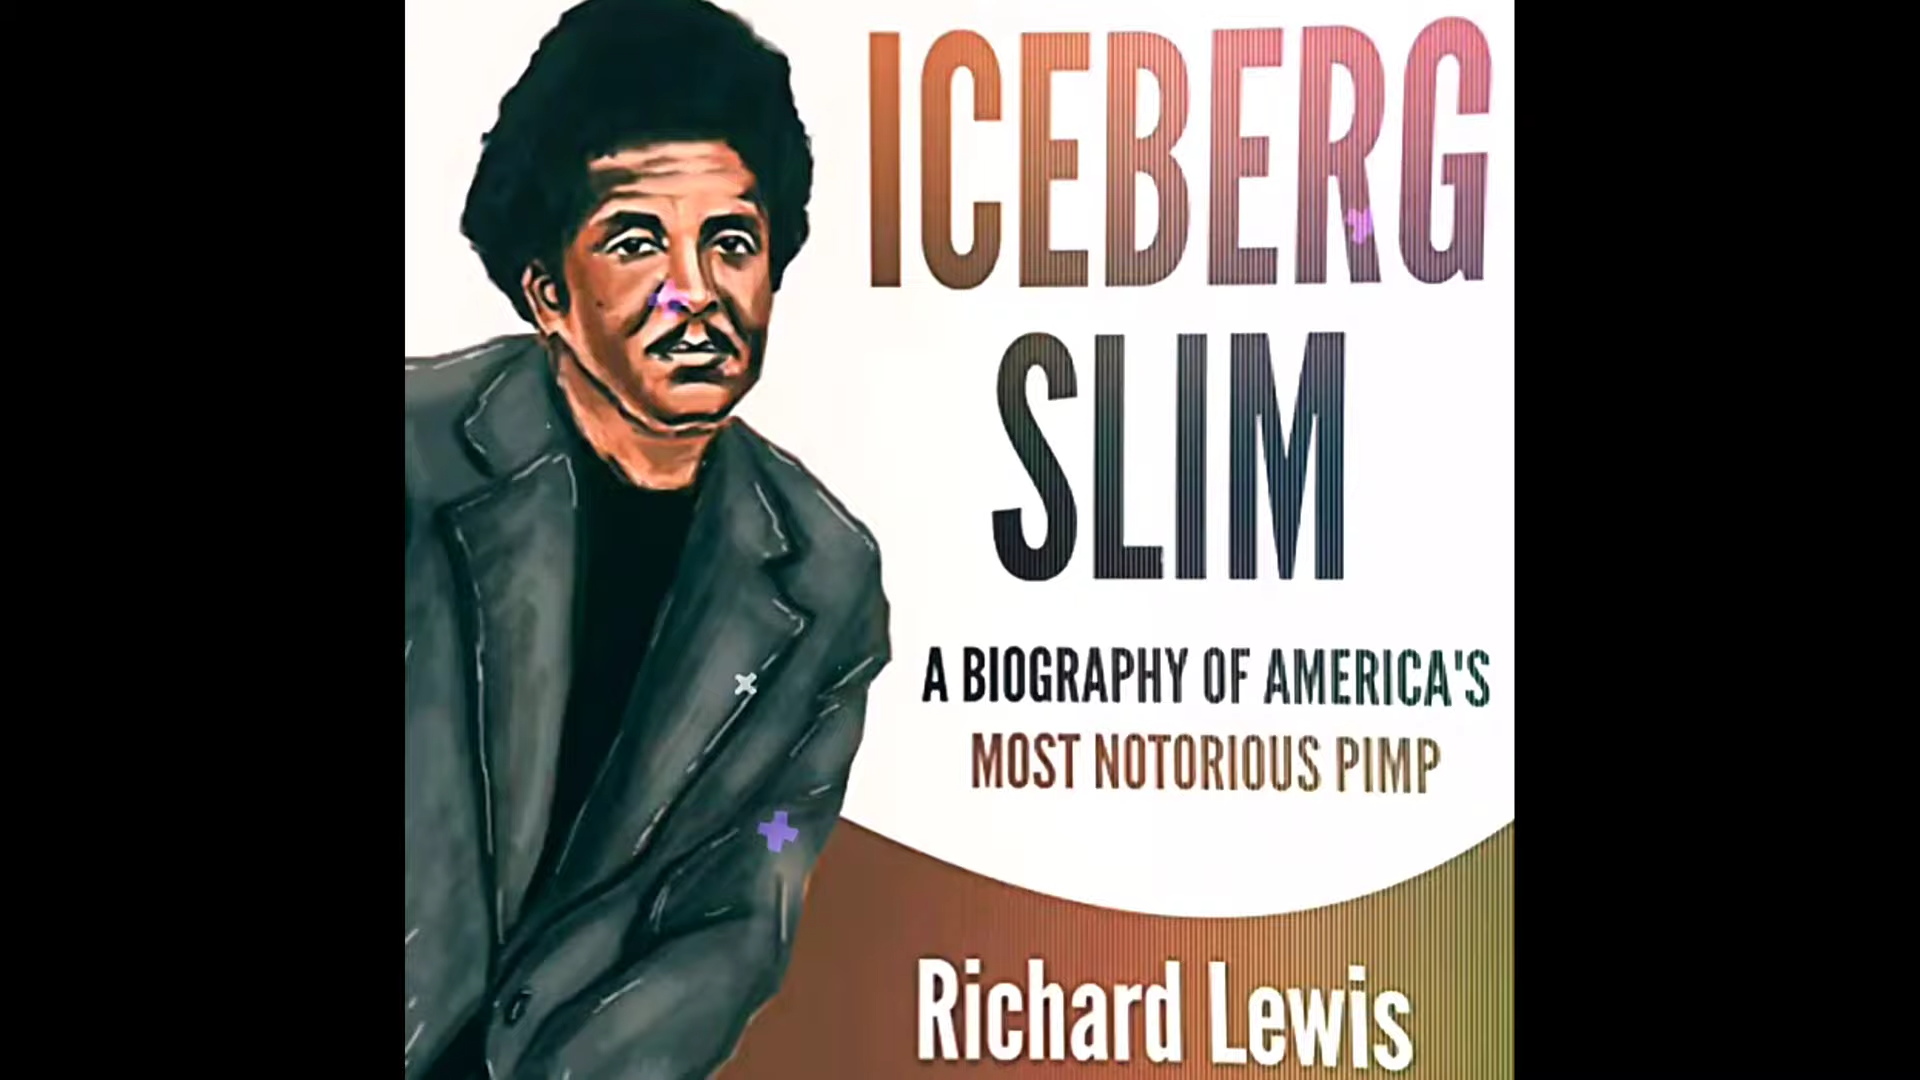 ICEBERG
SLIM
A BIOGRAPHY OF AMERICA'S
MOST NOTORIOUS PIMP
Richard Lewis